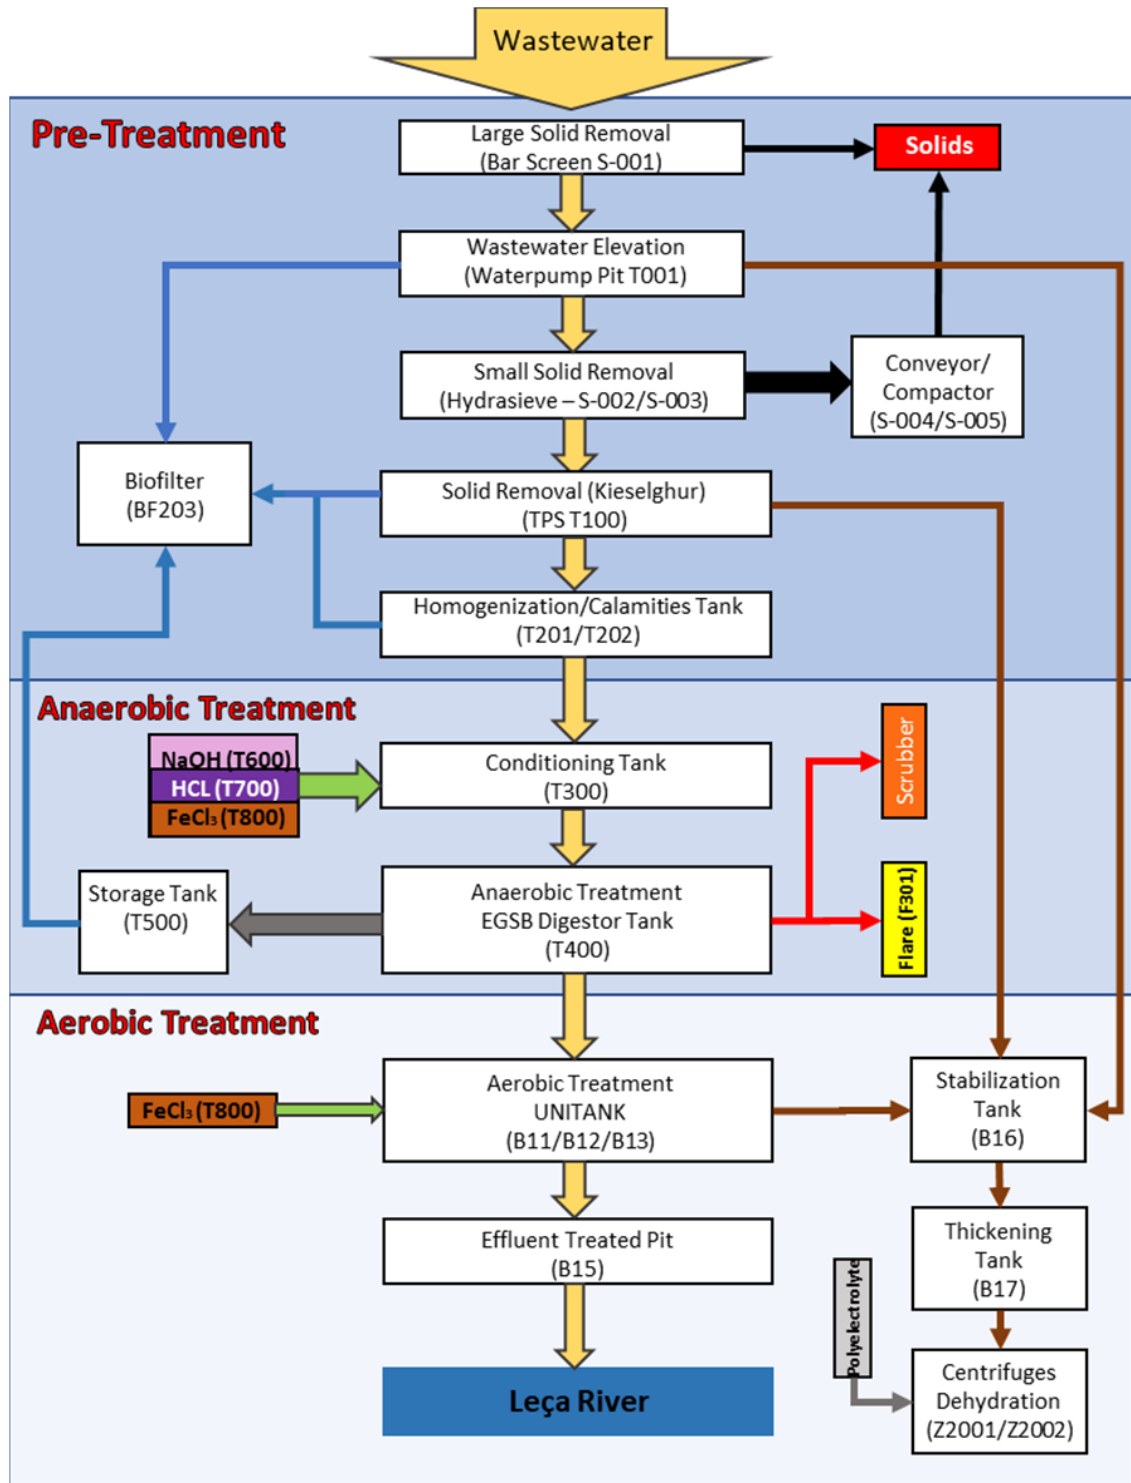 Wastewater
Pre-Treatment
Large Solid Removal
(Bar Screen S-001)
Solids
Wastewater Elevation
(Waterpump Pit T001)
Small Solid Removal
(Hydrasieve – S-002/S-003)
Conveyor/
Compactor
(S-004/S-005)
Biofilter
(BF203)
Solid Removal (Kieselghur)
(TPS T100)
Homogenization/Calamities Tank
(T201/T202)
Anaerobic Treatment
NaOH (T600)
HCL (T700)
FeCl₃ (T800)
Conditioning Tank
(T300)
Scrubber
Storage Tank
(T500)
Anaerobic Treatment
EGSB Digestor Tank
(T400)
Flare (F301)
Aerobic Treatment
FeCl₃ (T800)
Aerobic Treatment
UNITANK
(B11/B12/B13)
Stabilization
Tank
(B16)
Effluent Treated Pit
(B15)
Thickening
Tank
(B17)
Polyelectrolyte
Leça River
Centrifuges
Dehydration
(Z2001/Z2002)